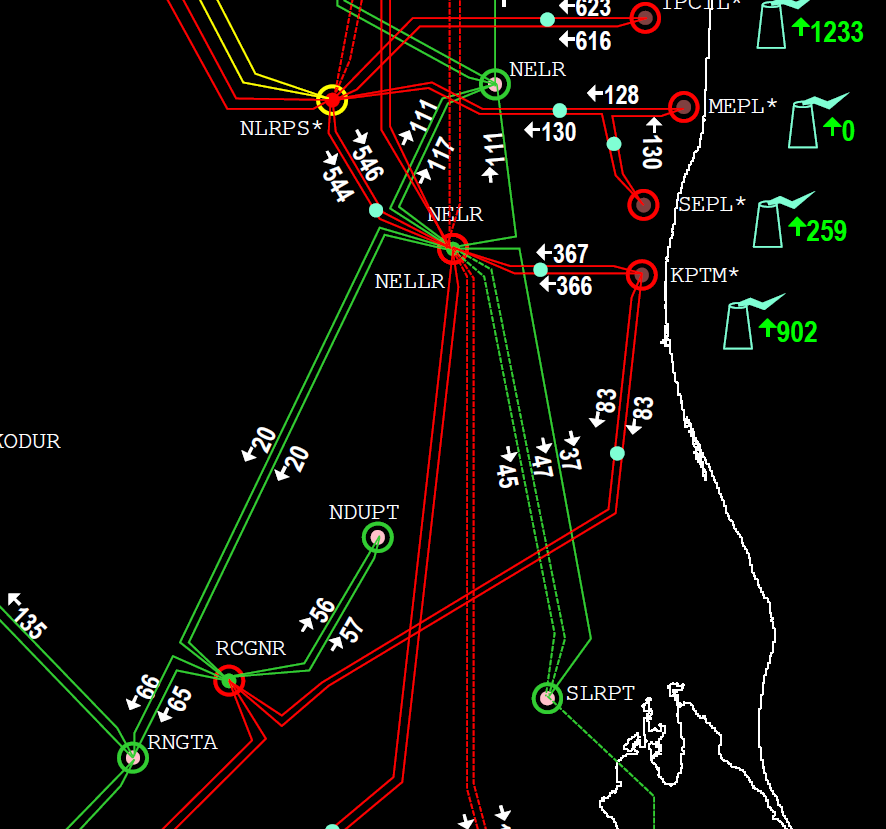 IPCIL*
623
616
1233
NELR
128
MEPL*
0
NLRPS*
130
130
111
117
111
546
544
SEPL*
259
NELR
367
366
NELLR
KPTM*
902
83
83
20
20
KODUR
45
47
37
NDUPT
56
57
135
RCGNR
66
65
SLRPT
RNGTA